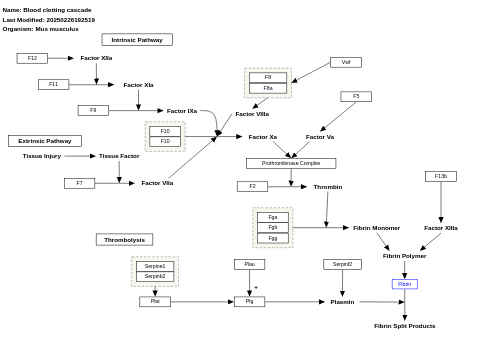 Name: Blood clotting cascade
Last Modified: 20250226192519
Organism: Mus musculus
Intrinsic Pathway
F12
Factor XIIa
F11
Factor XIa
F9
Factor IXa
F8
F8a
Vwf
F5
Factor VIIIa
F10
F10
Factor Xa
Factor Va
Extrinsic Pathway
Tissue Injury
Tissue Factor
F7
Factor VIIa
Prothrombinase Complex
F2
Thrombin
F13b
Fga
Fgb
Fgg
Fibrin Monomer
Factor XIIIa
Thrombolysis
Fibrin Polymer
Serpine1
Serpinb2
Plau
Serpinf2
Fibrin
+
Plat
Plg
Plasmin
Fibrin Split Products